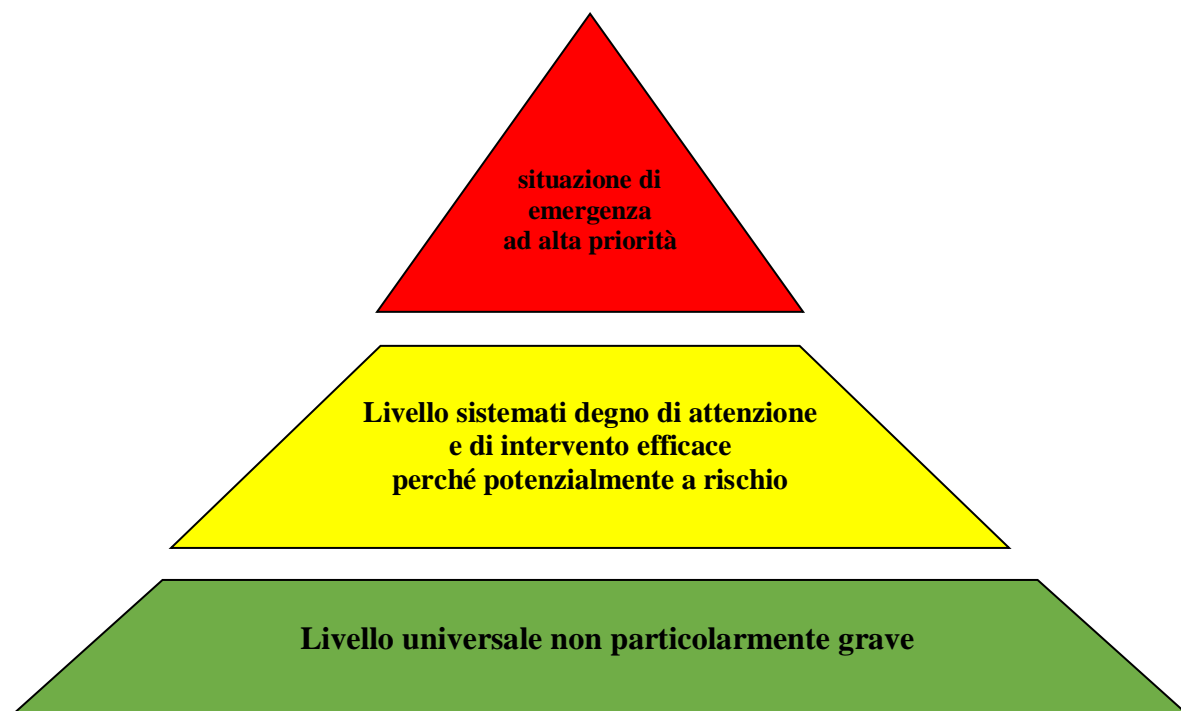 situazione di
emergenza
ad alta priorità
Livello sistemati degno di attenzione
e di intervento efficace
perché potenzialmente a rischio
Livello universale non particolarmente grave